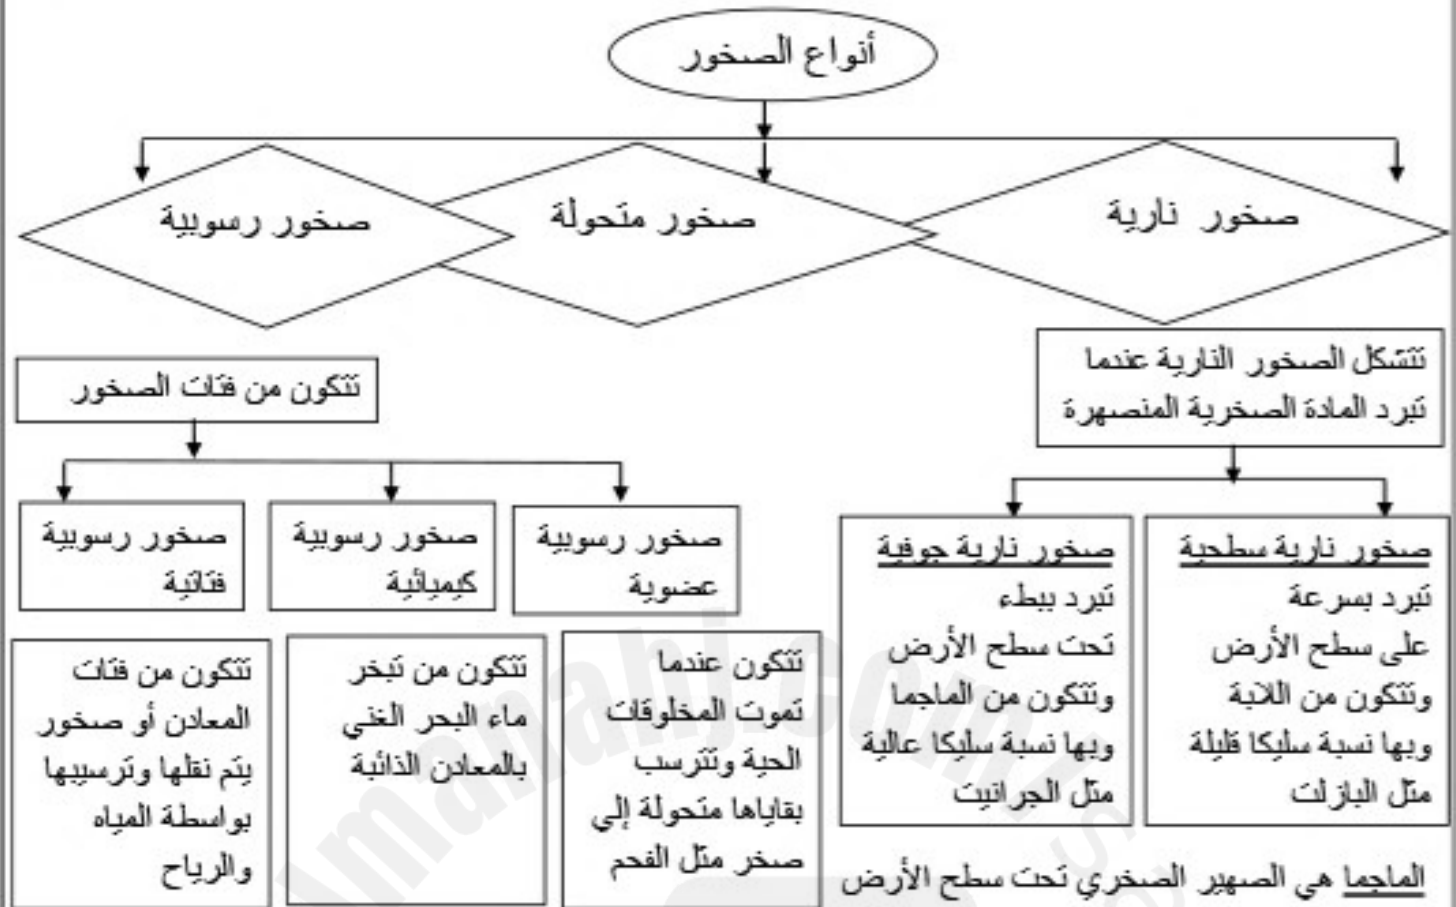 أنواع الصخور
صخور نارية
صخور متحولة
صخور رسوبية
تتشكل الصخور النارية عندما
تبرد المادة الصخرية المنصهرة
صخور نارية سطحية
تبرد بسرعة
على سطح الأرض
وتتكون من اللابة
وبها نسبة سليكا قليلة
مثل البازلت
صخور نارية جوفية
تبرد ببطء
تحت سطح الأرض
وتتكون من الماجما
وبها نسبة سليكا عالية
مثل الجرانيت
الماجما هي الصهير الصخري تحت سطح الأرض
تتكون من فتات الصخور
صخور رسوبية
عضوية
تتكون عندما
تموت المخلوقات
الحية وتترسب
بقاياها متحولة إلي
صخر مثل الفحم
صخور رسوبية
كيميائية
تتكون من تبخر
ماء البحر الغني
بالمعادن الذائبة
صخور رسوبية
فتاتية
تتكون من فتات
المعادن أو صخور
يتم نقلها وترسيبها
بواسطة المياه
والرياح